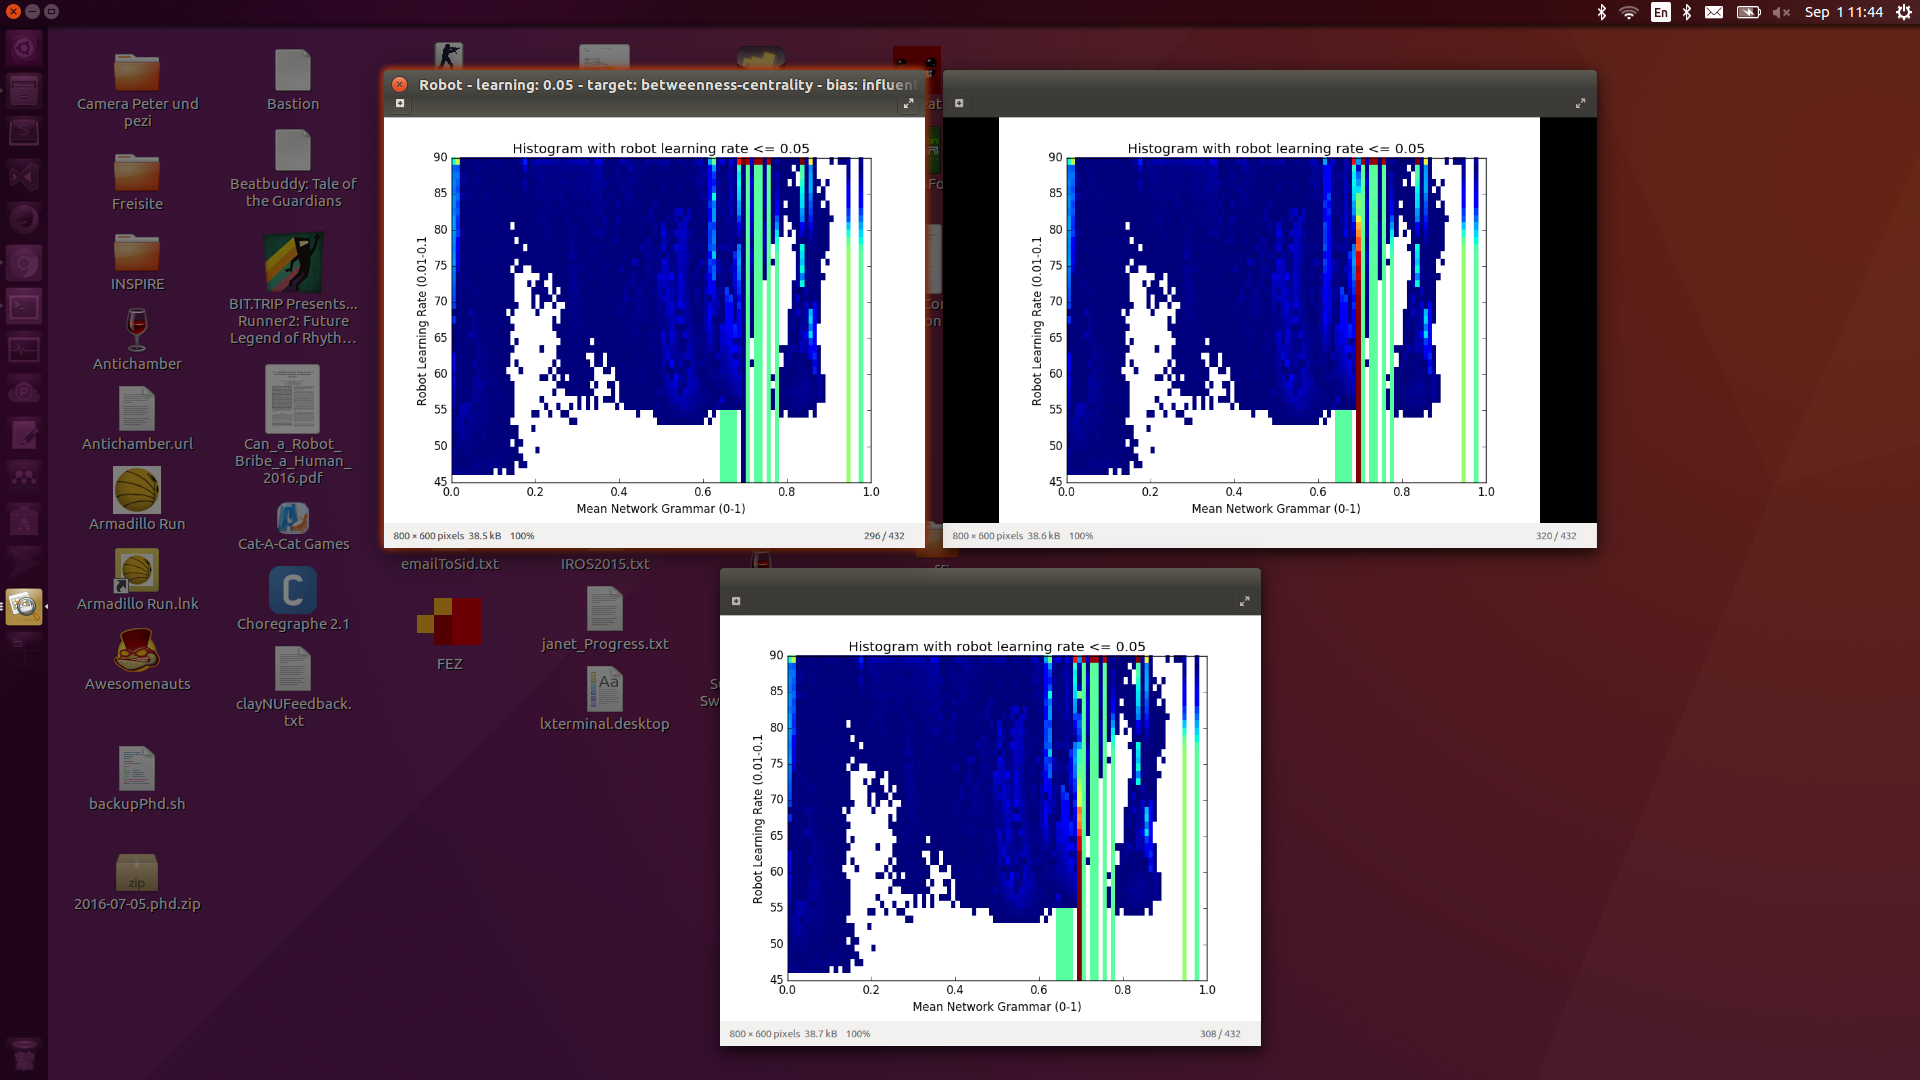 En
Sep 1 11:44
Camera Peter und
pezi
Freisite
INSPIRE
Antichamber
Antichamber.url
Armadillo Run
Armadillo Run.lnk
Awesomenauts
backupPhd.sh
zip
2016-07-05.phd.zip
Bastion
Beatbuddy: Tale of
the Guardians
BIT.TRIP Presents...
Runner2: Future
Legend of Rhyth...
Can_a_Robot_
Bribe_a_Human_
2016.pdf
Cat-A-Cat Games
C
Choregraphe 2.1
clayNUFeedback.
txt
emailToSid.txt
FEZ
IROS2015.txt
janet_Progress.txt
Aa
lxterminal.desktop
Robot - learning: 0.05 - target: betweenness-centrality - bias: influen
Histogram with robot learning rate <= 0.05
Robot Learning Rate (0.01-0.1
90
85
80
75
70
65
60
55
50
45
0.0 0.2 0.4 0.6 0.8 1.0
Mean Network Grammar (0-1)
800 × 600 pixels 38.5 kB 100% 296 / 432
Histogram with robot learning rate <= 0.05
Robot Learning Rate (0.01-0.1
90
85
80
75
70
65
60
55
50
45
0.0 0.2 0.4 0.6 0.8 1.0
Mean Network Grammar (0-1)
800 × 600 pixels 38.6 kB 100% 320 / 432
Histogram with robot learning rate <= 0.05
Robot Learning Rate (0.01-0.1
90
85
80
75
70
65
60
55
50
45
0.0 0.2 0.4 0.6 0.8 1.0
Mean Network Grammar (0-1)
800 × 600 pixels 38.7 kB 100% 308 / 432